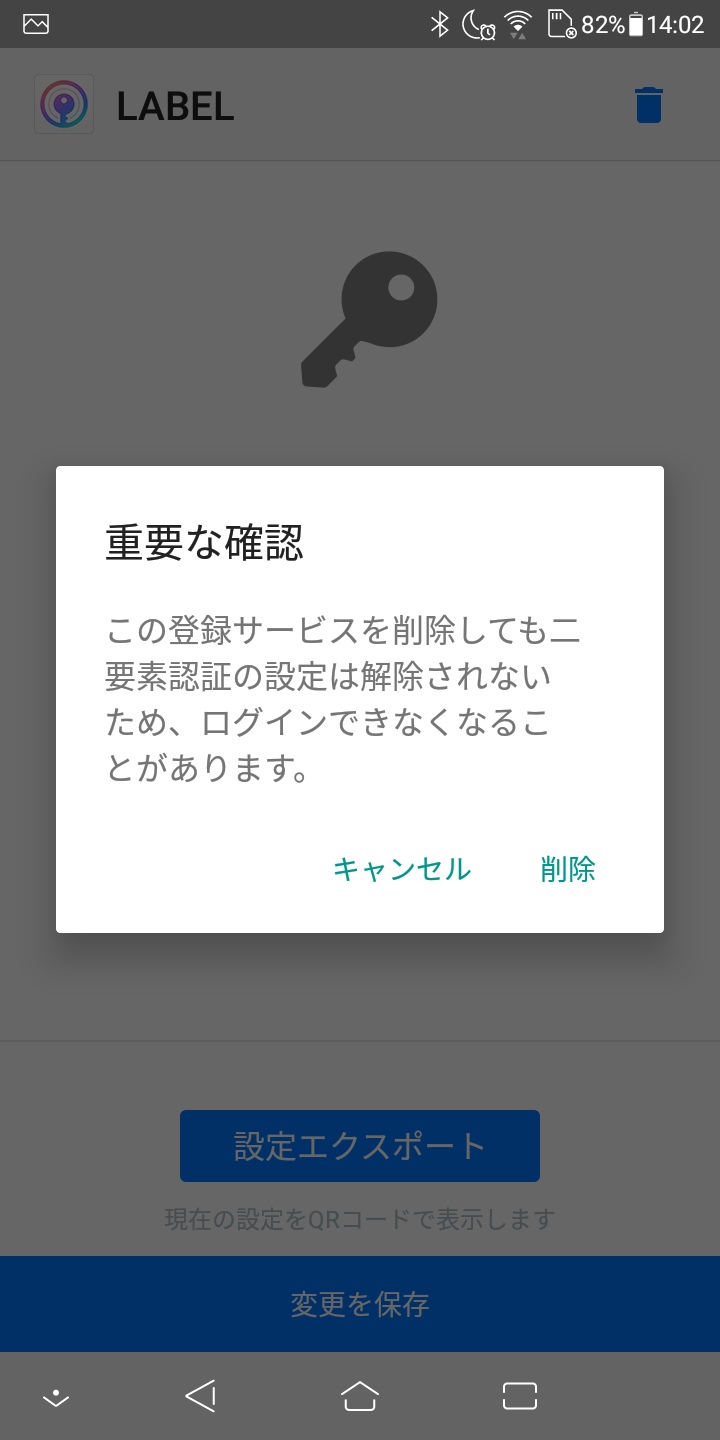 82% 14:02
LABEL
重要な確認
この登録サービスを削除しても二
要素認証の設定は解除されない
ため、ログインできなくなるこ
とがあります。
キャンセル 削除
設定エクスポート
現在の設定をQRコードで表示します
変更を保存